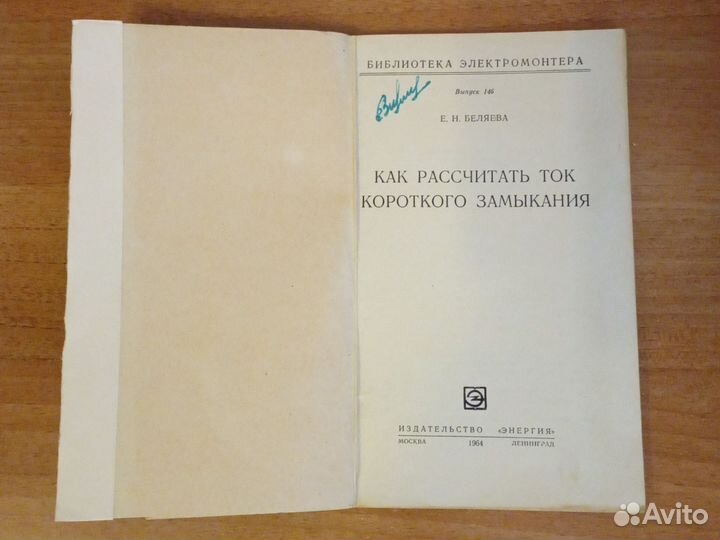 БИБЛИОТЕКА ЭЛЕКТРОМОНТЕРА
Выпуск 146
Е. Н. БЕЛЯЕВА
КАК РАССЧИТАТЬ ТОК
КОРОТКОГО ЗАМЫКАНИЯ
ИЗДАТЕЛЬСТВО «ЭНЕРГИЯ»
МОСКВА 1964 ЛЕНИНГРАД
Avito